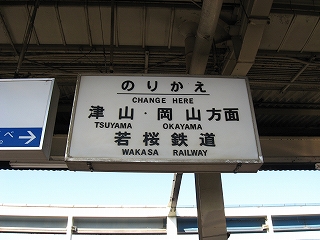 のりかえ
CHANGE HERE
津山・岡山方面
TSUYAMA OKAYAMA
若桜鉄道
WAKASA RAILWAY
べ